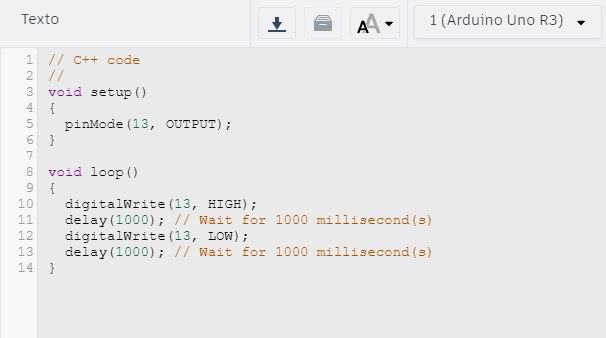 Texto
1 (Arduino Uno R3)
1 // C++ code
2 //
3 void setup()
4 {
5   pinMode(13, OUTPUT);
6 }
7
8 void loop()
9 {
10   digitalWrite(13, HIGH);
11   delay(1000); // Wait for 1000 millisecond(s)
12   digitalWrite(13, LOW);
13   delay(1000); // Wait for 1000 millisecond(s)
14 }